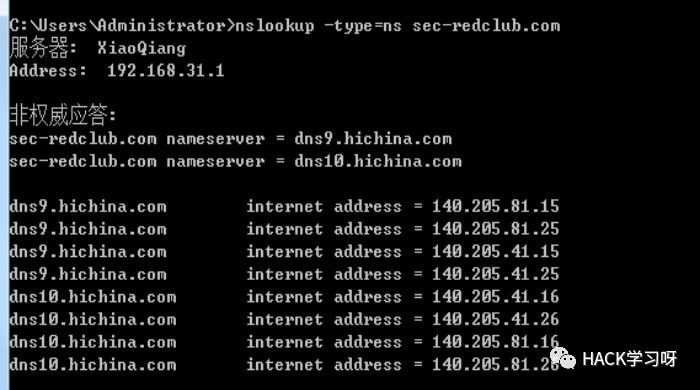 C:\Users\Administrator>nslookup -type=ns sec-redclub.com
服务器:  XiaoQiang
Address:  192.168.31.1
非权威应答:
sec-redclub.com nameserver = dns9.hichina.com
sec-redclub.com nameserver = dns10.hichina.com
dns9.hichina.com        internet address = 140.205.81.15
dns9.hichina.com        internet address = 140.205.81.25
dns9.hichina.com        internet address = 140.205.41.15
dns9.hichina.com        internet address = 140.205.41.25
dns10.hichina.com       internet address = 140.205.41.16
dns10.hichina.com       internet address = 140.205.41.26
dns10.hichina.com       internet address = 140.205.81.16
dns10.hichina.com       internet address = 140.205.81.26
HACK学习呀